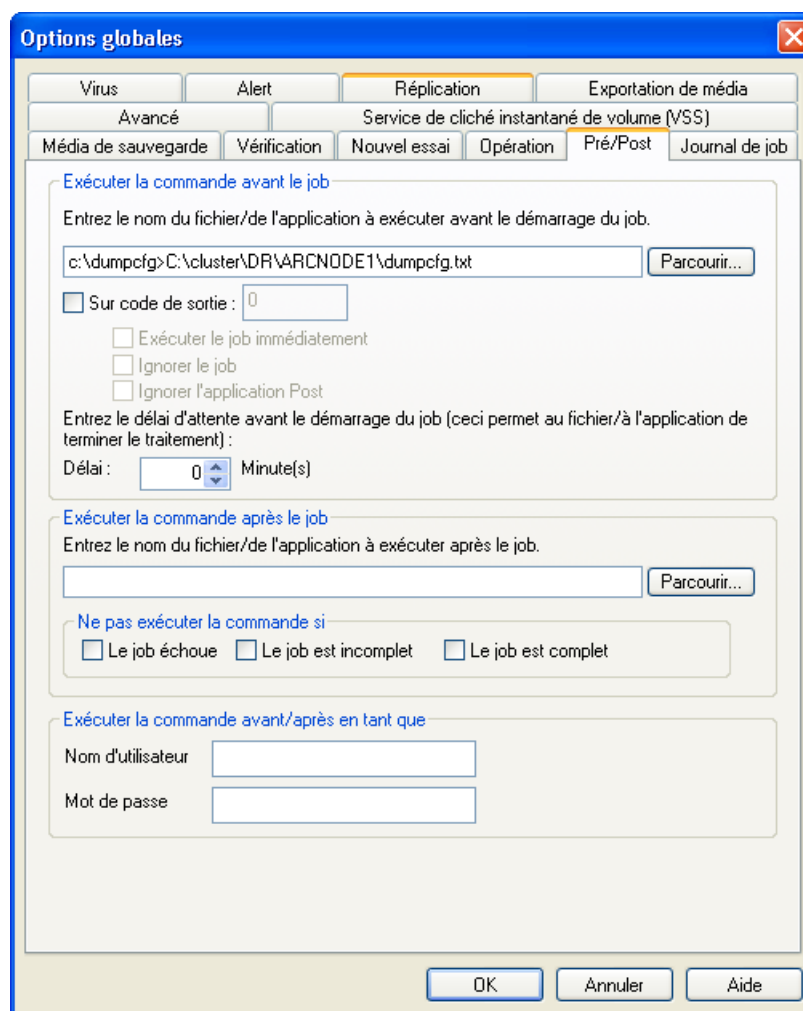 Options globales
Virus Alert Réplication Exportation de média
Avancé Service de cliché instantané de volume (VSS)
Média de sauvegarde Vérification Nouvel essai Opération Pré/Post Journal de job
Exécuter la commande avant le job
Entrez le nom du fichier/de l'application à exécuter avant le démarrage du job.
c:\dumpcfg>C:\cluster\DR\ARCNODE1\dumpcfg.txt Parcourir...
Sur code de sortie : 0
Exécuter le job immédiatement
Ignorer le job
Ignorer l'application Post
Entrez le délai d'attente avant le démarrage du job (ceci permet au fichier/à l'application de
terminer le traitement) :
Délai : 0 Minute(s)
Exécuter la commande après le job
Entrez le nom du fichier/de l'application à exécuter après le job.
Parcourir...
Ne pas exécuter la commande si
Le job échoue Le job est incomplet Le job est complet
Exécuter la commande avant/après en tant que
Nom d'utilisateur
Mot de passe
OK Annuler Aide